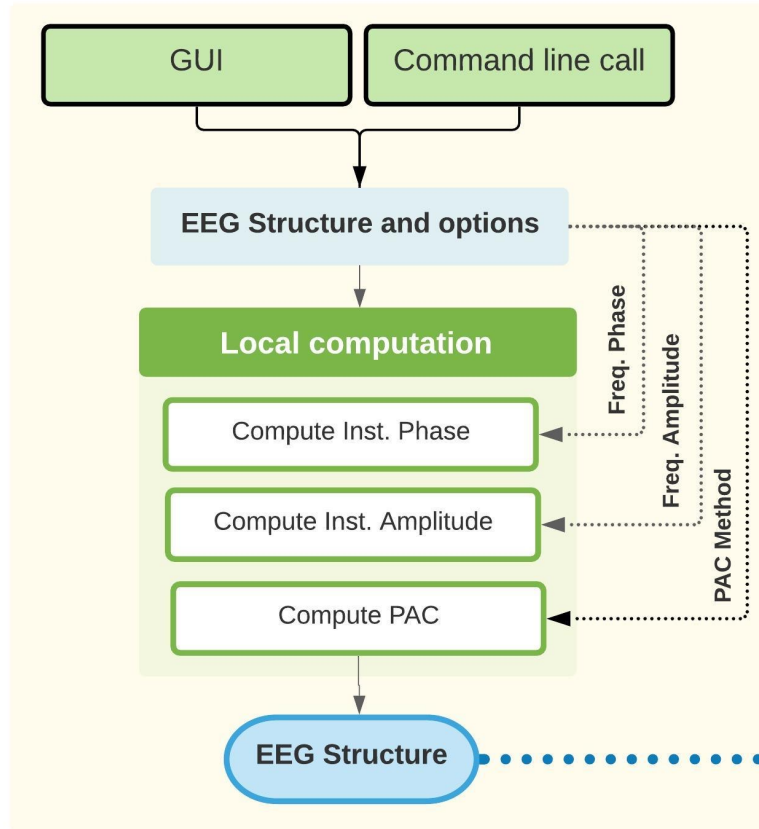 GUI
Command line call
EEG Structure and options
Local computation
Freq. Phase
Compute Inst. Phase
Freq. Amplitude
Compute Inst. Amplitude
PAC Method
Compute PAC
EEG Structure